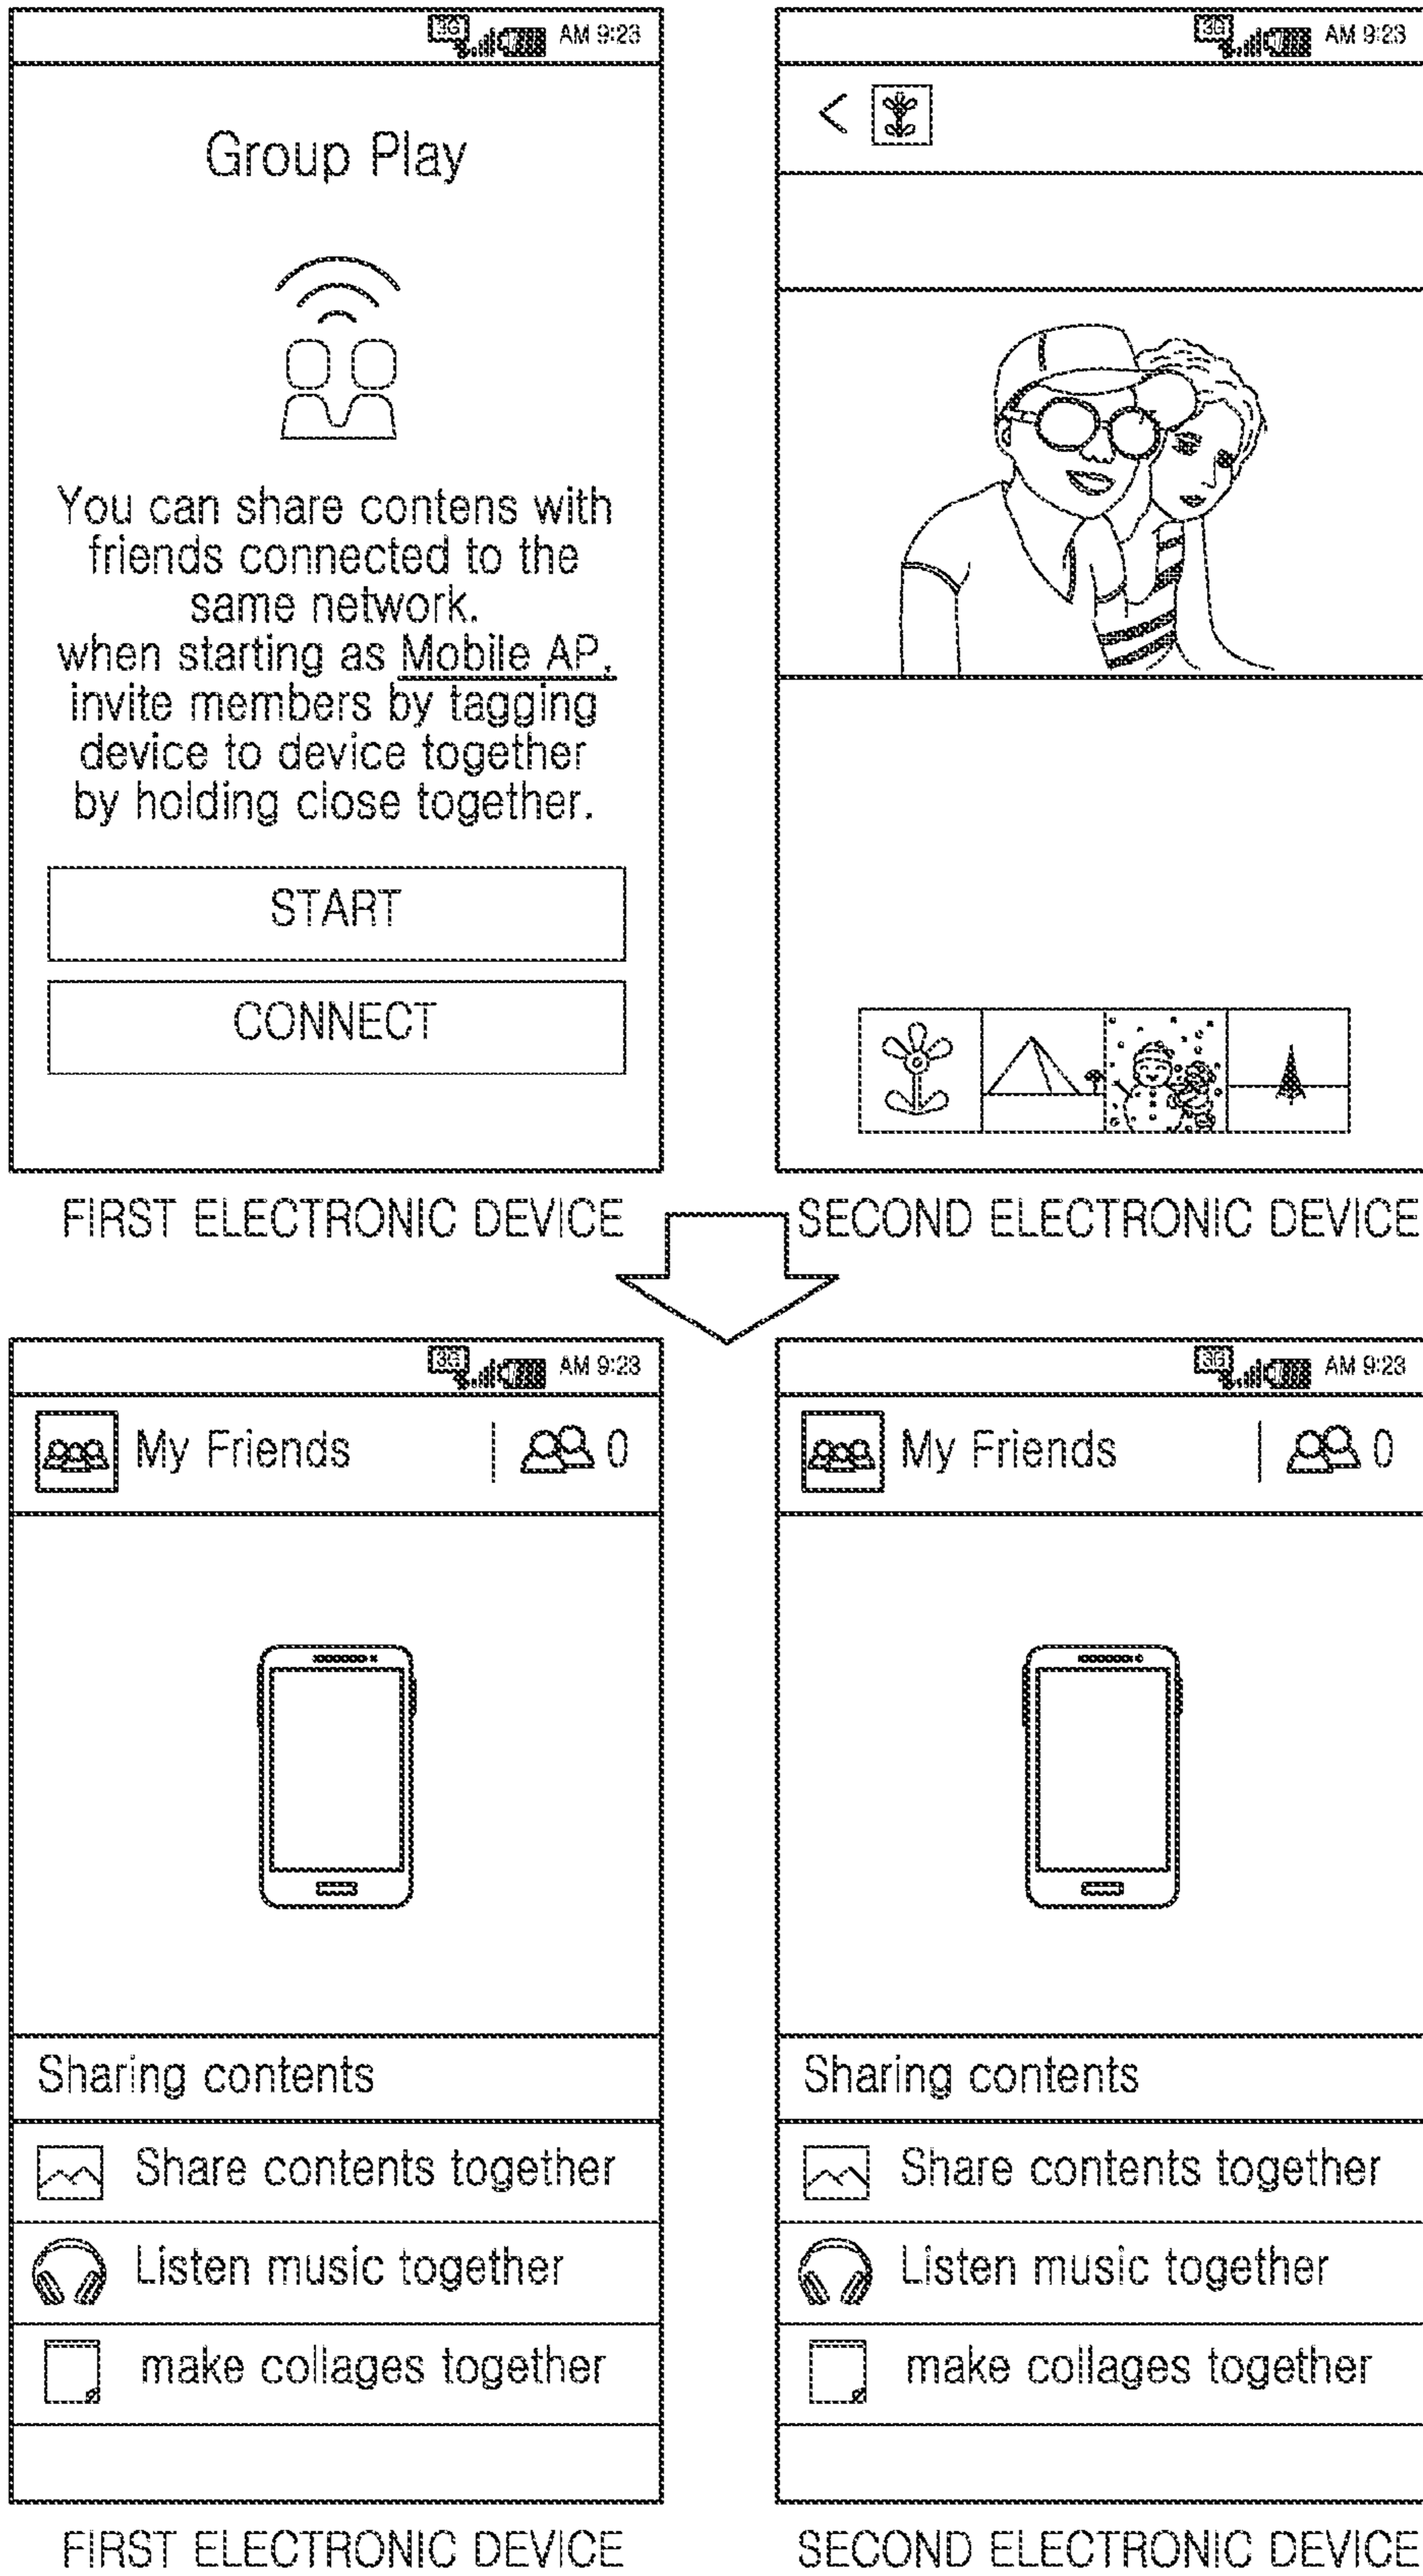 3G AM 9:23
Group Play
You can share contens with
friends connected to the
same network.
when starting as Mobile AP,
invite members by tagging
device to device together
by holding close together.
START
CONNECT
FIRST ELECTRONIC DEVICE
3G AM 9:23
<
SECOND ELECTRONIC DEVICE
3G AM 9:23
My Friends | 0
Sharing contents
Share contents together
Listen music together
make collages together
FIRST ELECTRONIC DEVICE
3G AM 9:23
My Friends | 0
Sharing contents
Share contents together
Listen music together
make collages together
SECOND ELECTRONIC DEVICE